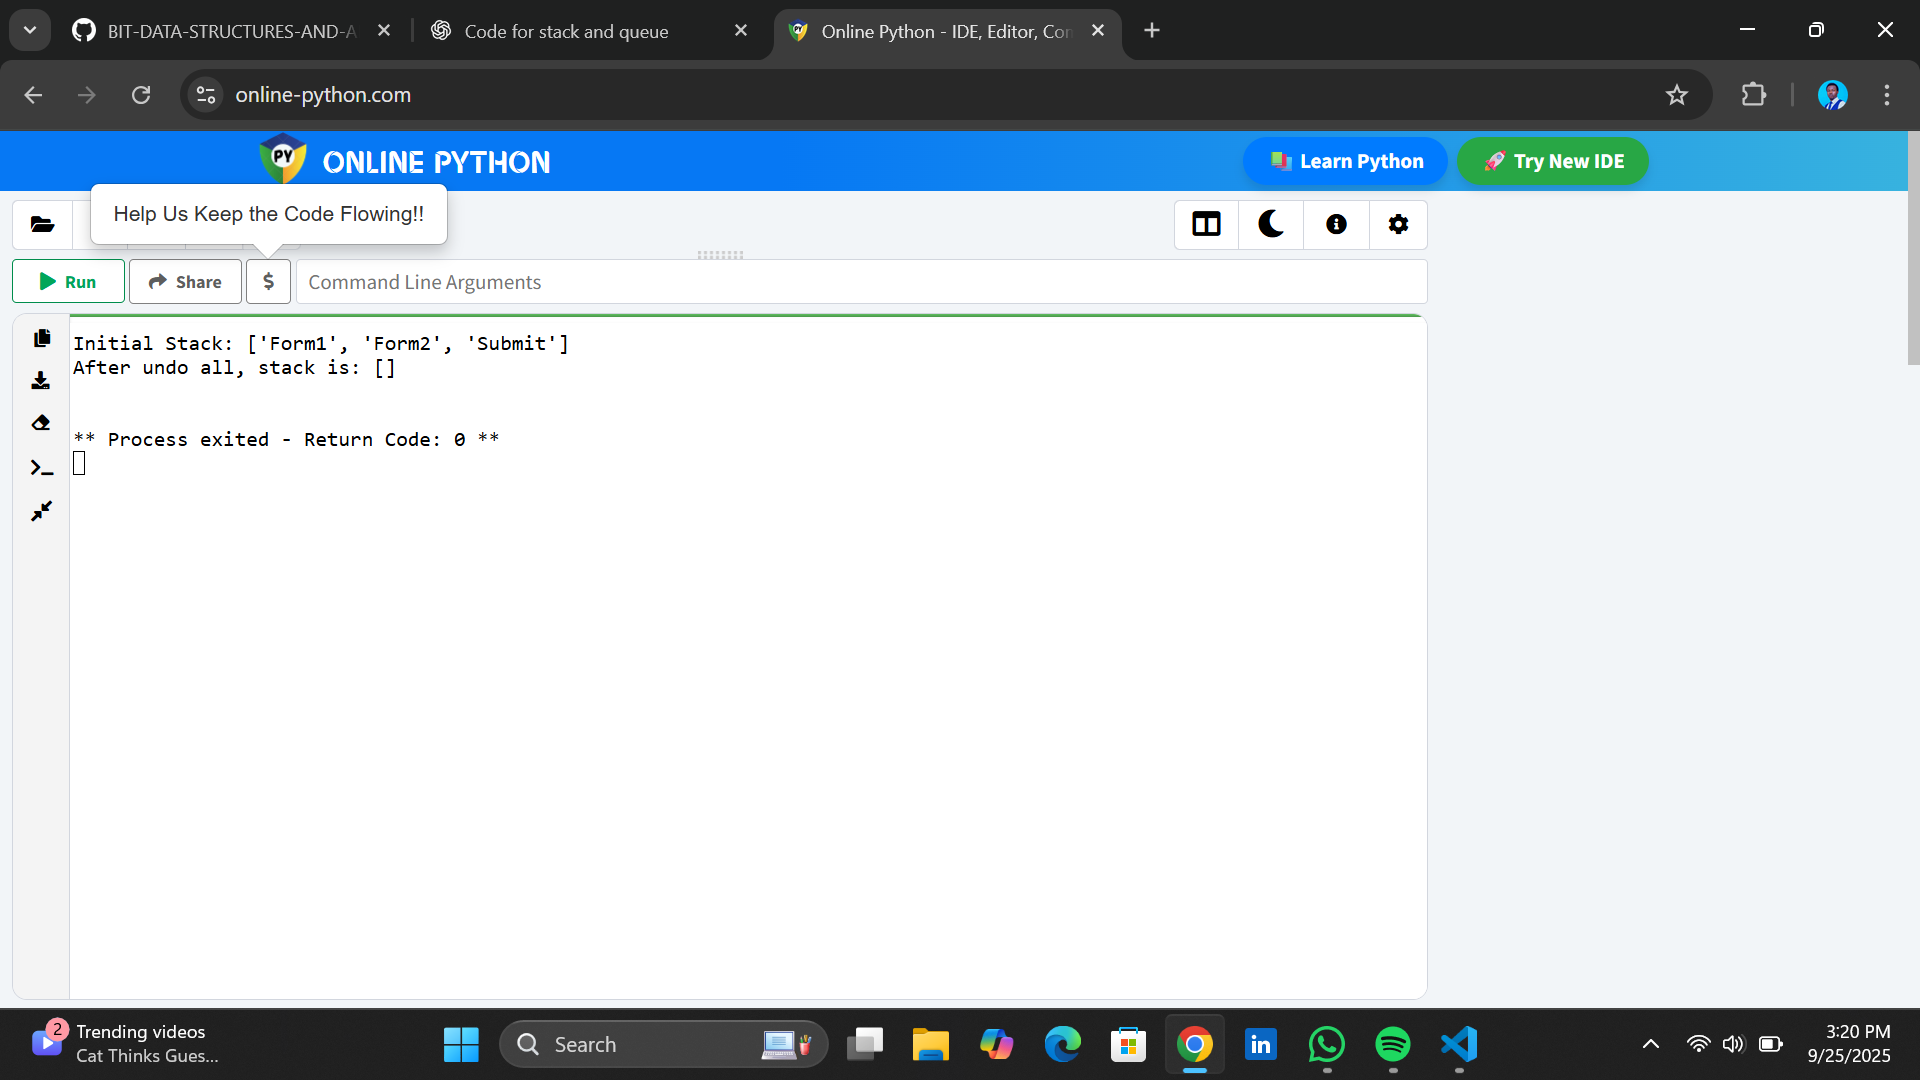 BIT-DATA-STRUCTURES-AND-A
Code for stack and queue
Online Python - IDE, Editor, Con
online-python.com
PY
ONLINE PYTHON
Learn Python
Try New IDE
Help Us Keep the Code Flowing!!
Run
Share
$
Command Line Arguments
Initial Stack: ['Form1', 'Form2', 'Submit']
After undo all, stack is: []
** Process exited - Return Code: 0 **
2
Trending videos
Cat Thinks Gues...
Search
in
3:20 PM
9/25/2025